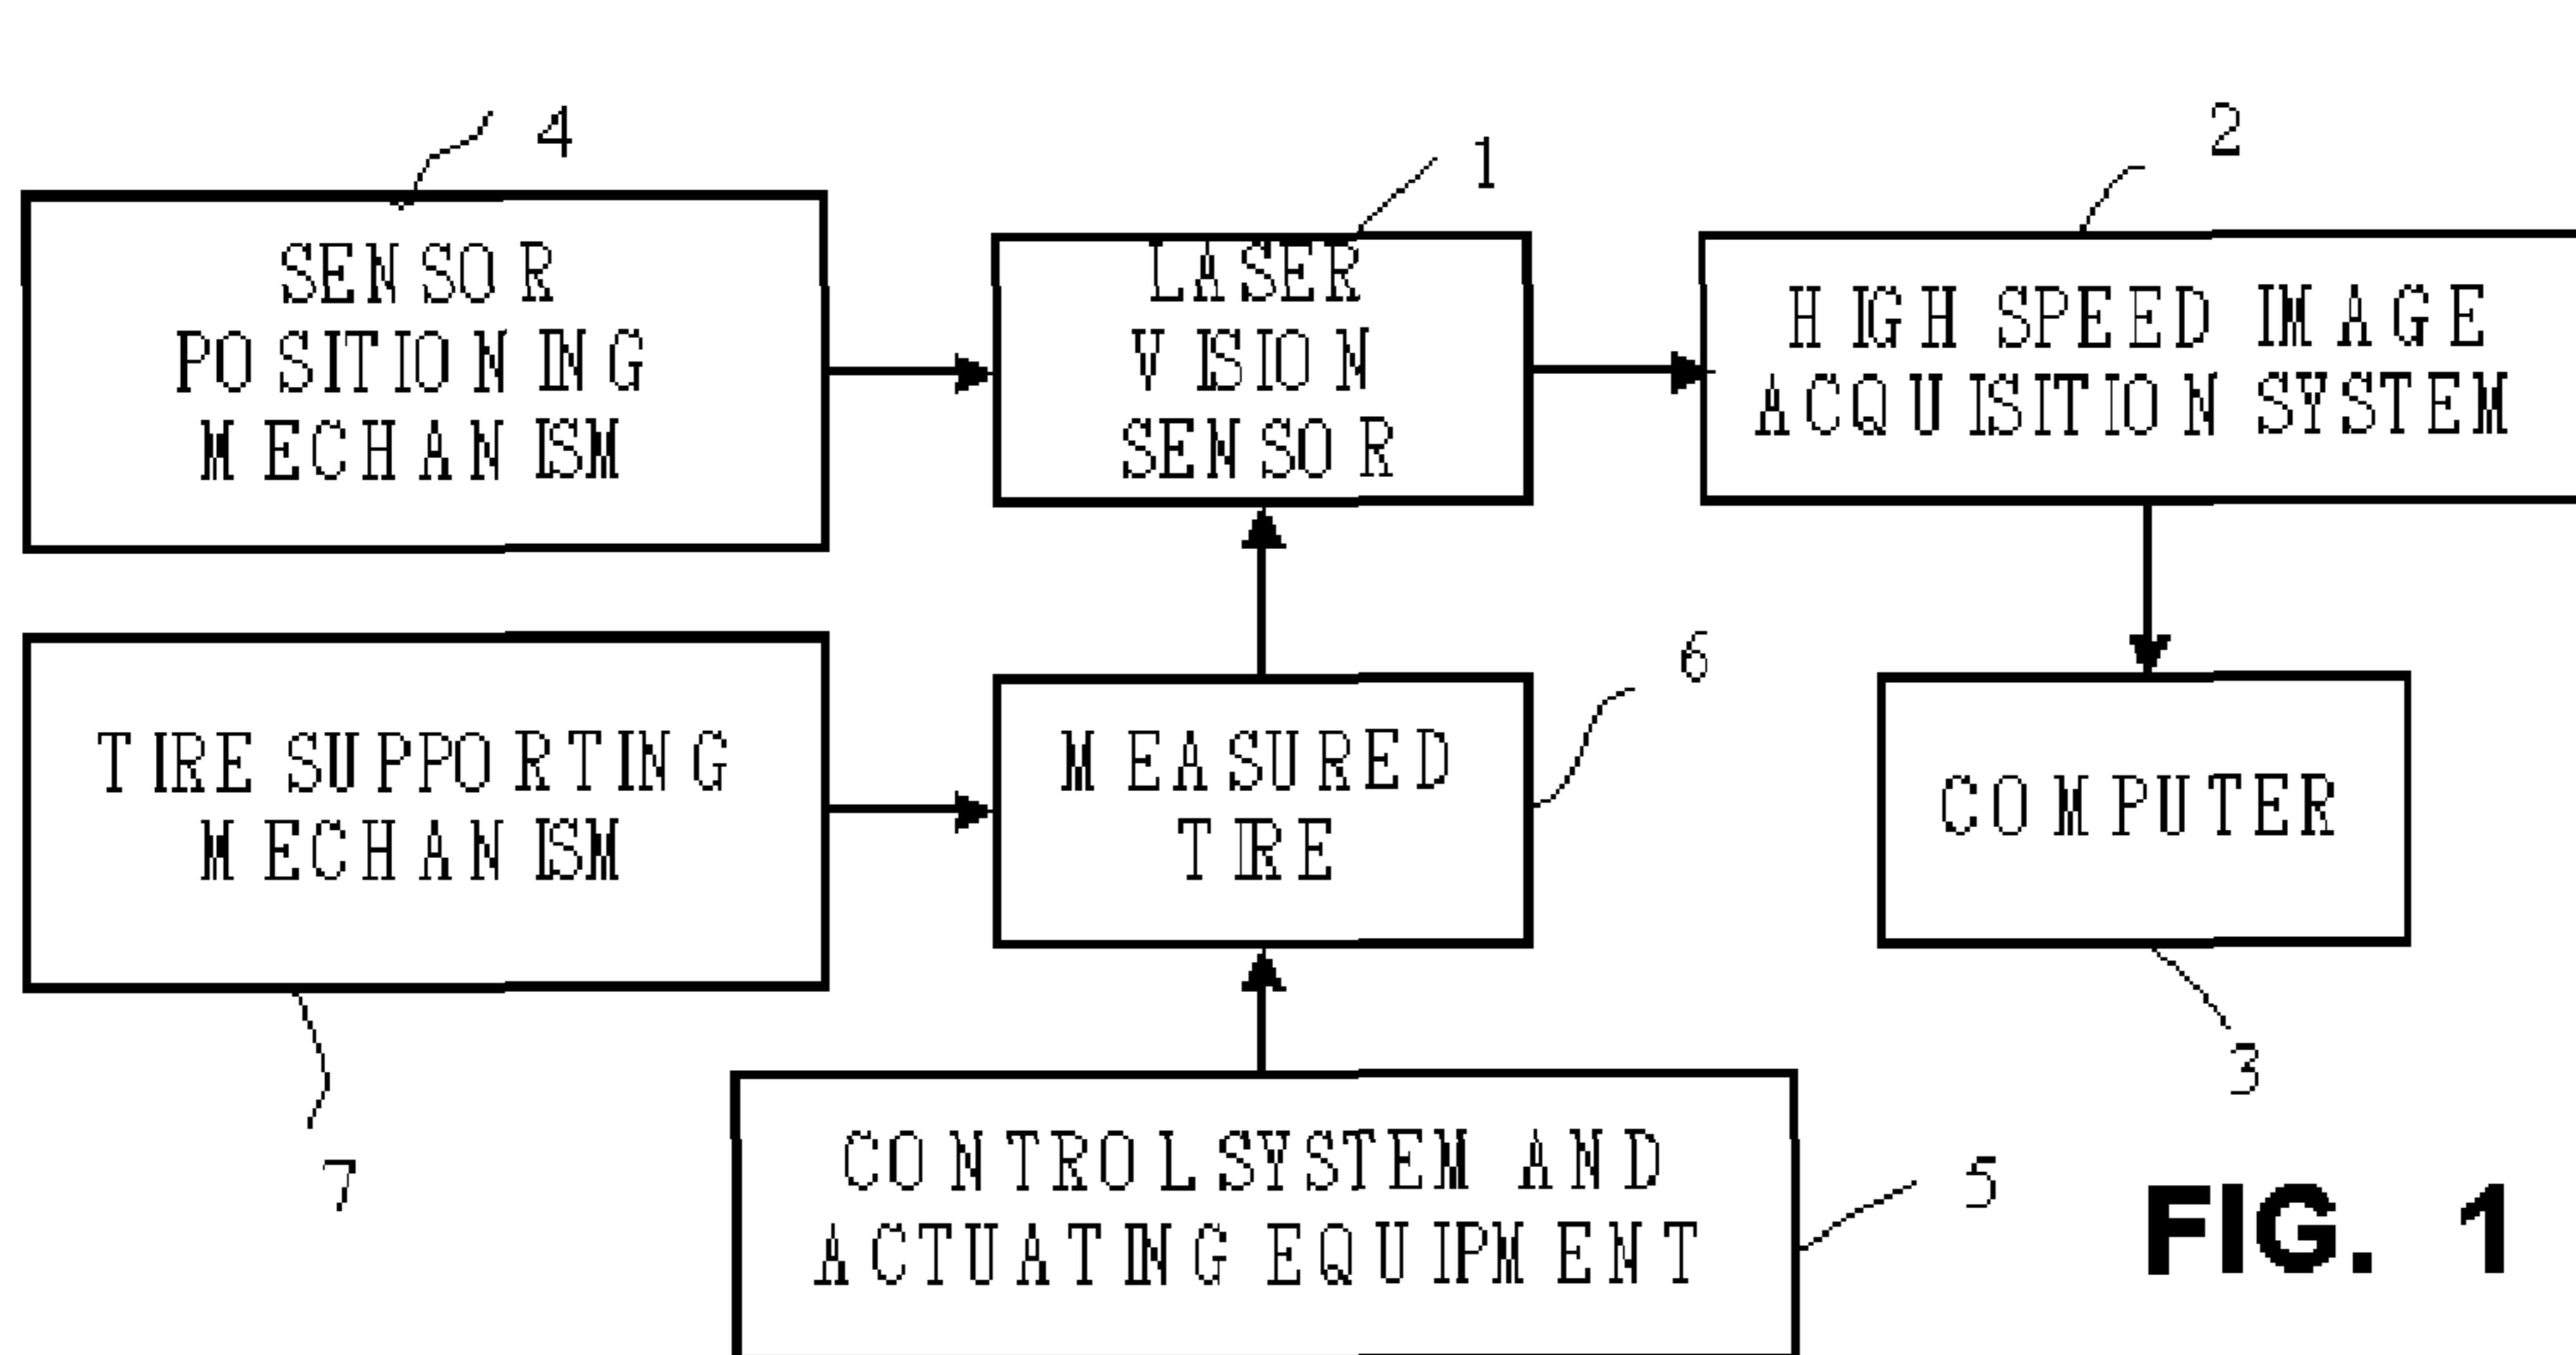 4
1
2
SENSOR
POSITIONING
MECHANISM
LASER
VISION
SENSOR
HIGH SPEED IMAGE
ACQUISITION SYSTEM
6
TIRE SUPPORTING
MECHANISM
MEASURED
TIRE
COMPUTER
3
7
CONTROL SYSTEM AND
ACTUATING EQUIPMENT
5
FIG. 1